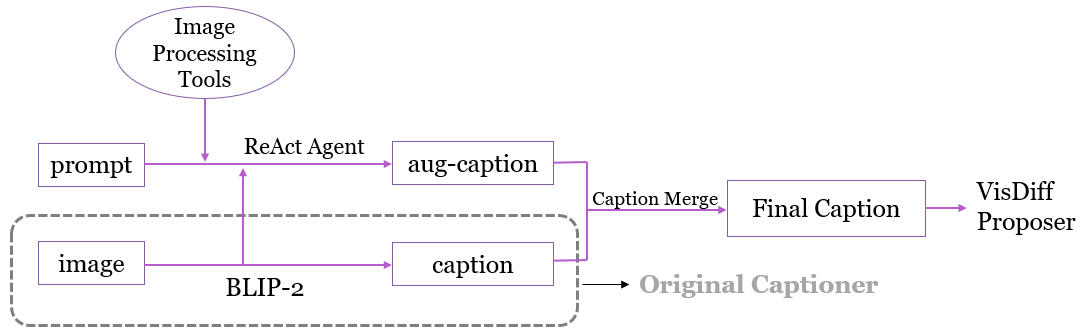 Image
Processing
Tools
prompt
ReAct Agent
aug-caption
Caption Merge
Final Caption
VisDiff
Proposer
image
BLIP-2
caption
Original Captioner